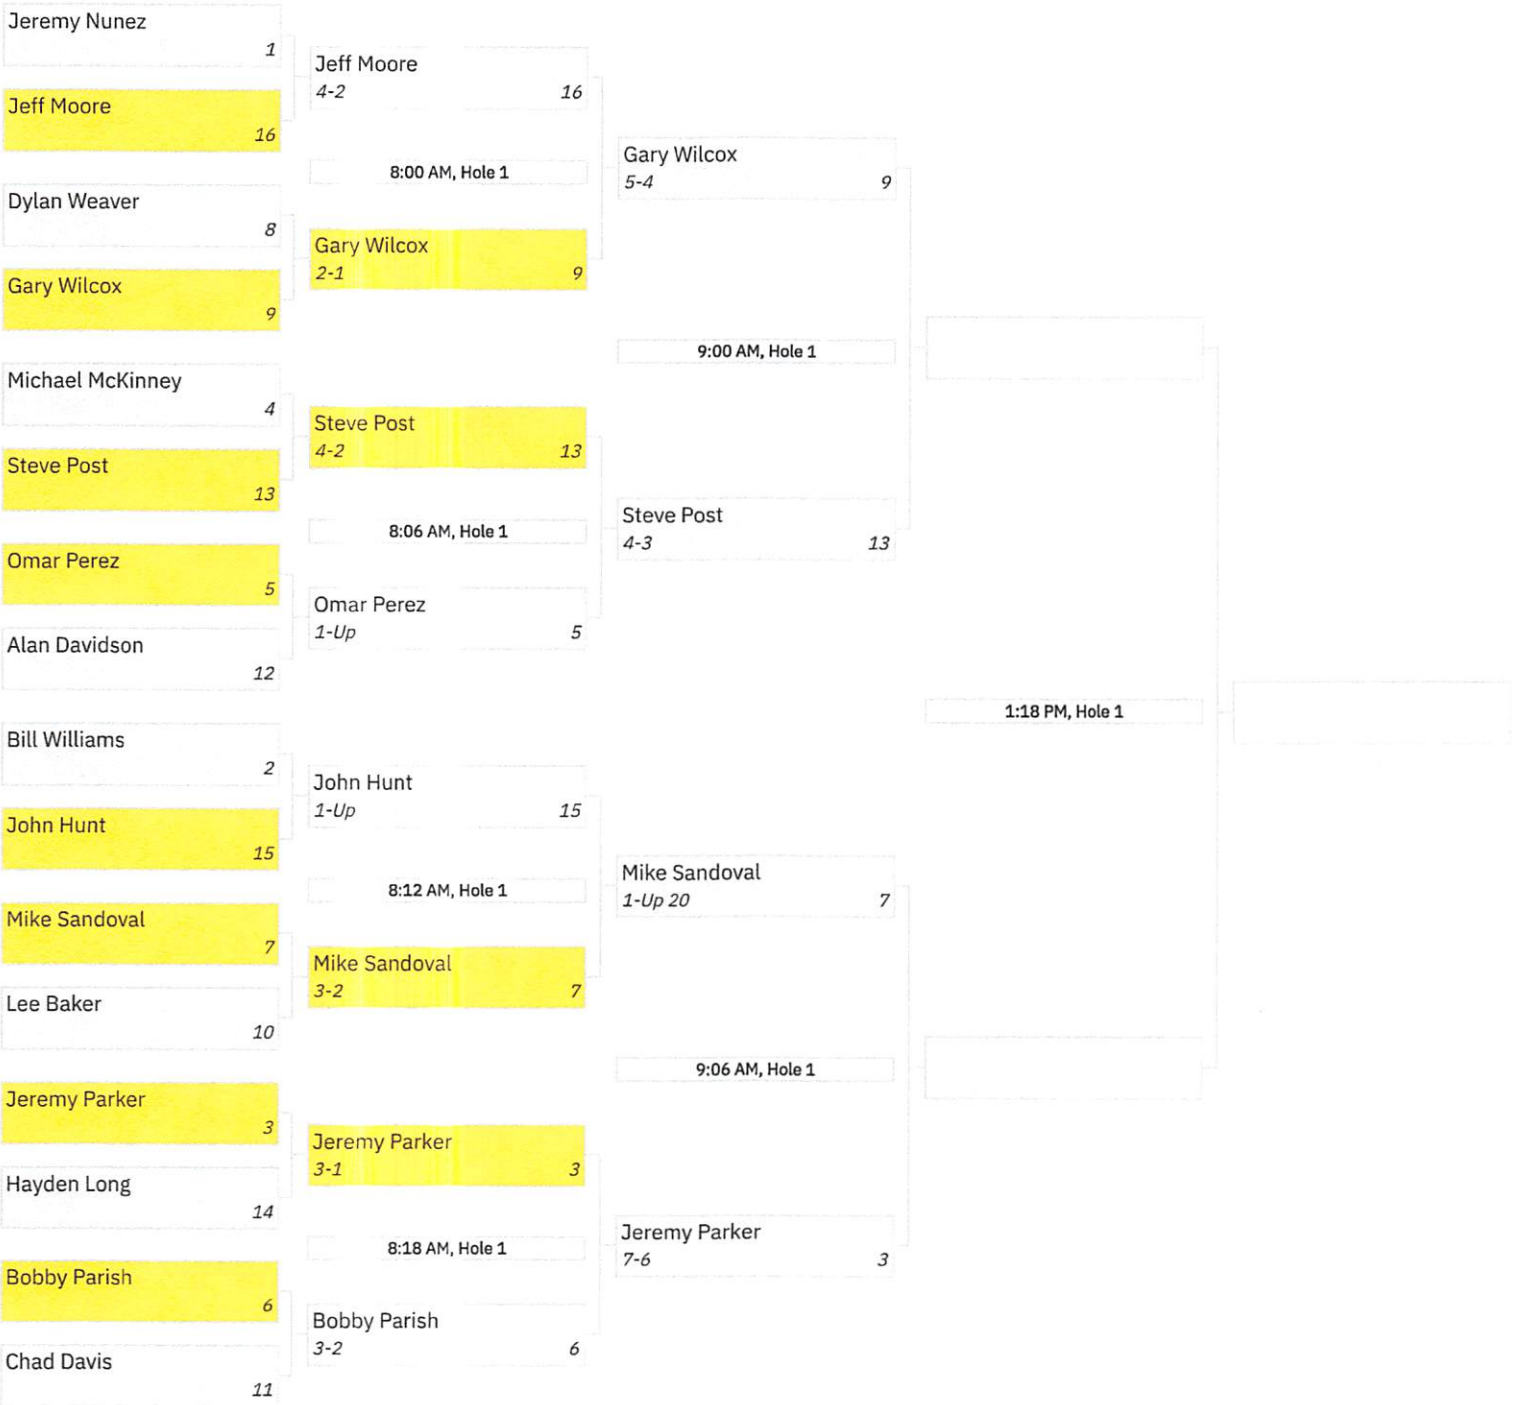 Jeremy Nunez
1
Jeff Moore
16
Dylan Weaver
8
Gary Wilcox
9
Michael McKinney
4
Steve Post
13
Omar Perez
5
Alan Davidson
12
Bill Williams
2
John Hunt
15
Mike Sandoval
7
Lee Baker
10
Jeremy Parker
3
Hayden Long
14
Bobby Parish
6
Chad Davis
11
Jeff Moore
4-2 16
8:00 AM, Hole 1
Gary Wilcox
2-1 9
Steve Post
4-2 13
8:06 AM, Hole 1
Omar Perez
1-Up 5
John Hunt
1-Up 15
8:12 AM, Hole 1
Mike Sandoval
3-2 7
Jeremy Parker
3-1 3
8:18 AM, Hole 1
Bobby Parish
3-2 6
Gary Wilcox
5-4 9
9:00 AM, Hole 1
Steve Post
4-3 13
Mike Sandoval
1-Up 20 7
9:06 AM, Hole 1
Jeremy Parker
7-6 3
1:18 PM, Hole 1